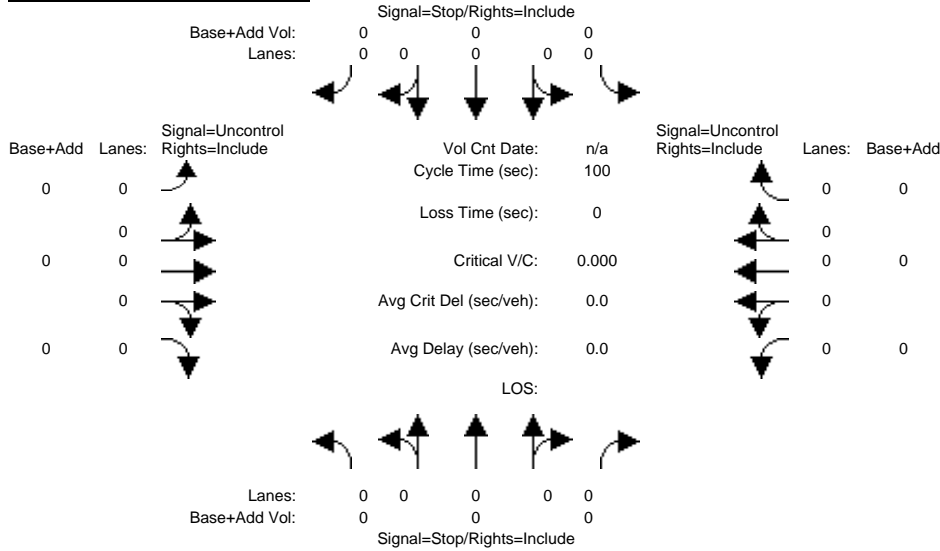 Signal=Stop/Rights=Include
Base+Add Vol: 0 0 0
Lanes: 0 0 0 0 0
Signal=Uncontrol Signal=Uncontrol
Base+Add Lanes: Rights=Include Vol Cnt Date: n/a Rights=Include Lanes: Base+Add
Cycle Time (sec): 100
0 0 0 0
Loss Time (sec): 0
0 0
0 0 Critical V/C: 0.000 0 0
0 Avg Crit Del (sec/veh): 0.0 0
0 0 Avg Delay (sec/veh): 0.0 0 0
LOS:
Lanes: 0 0 0 0 0
Base+Add Vol: 0 0 0
Signal=Stop/Rights=Include